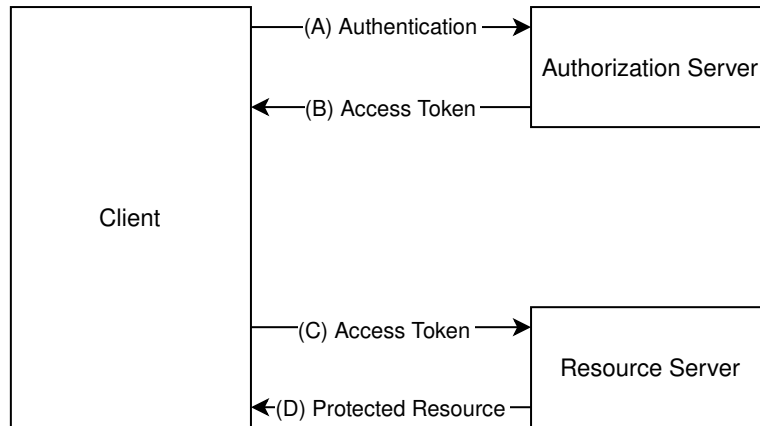 (A) Authentication
Authorization Server
(B) Access Token
Client
(C) Access Token
Resource Server
(D) Protected Resource